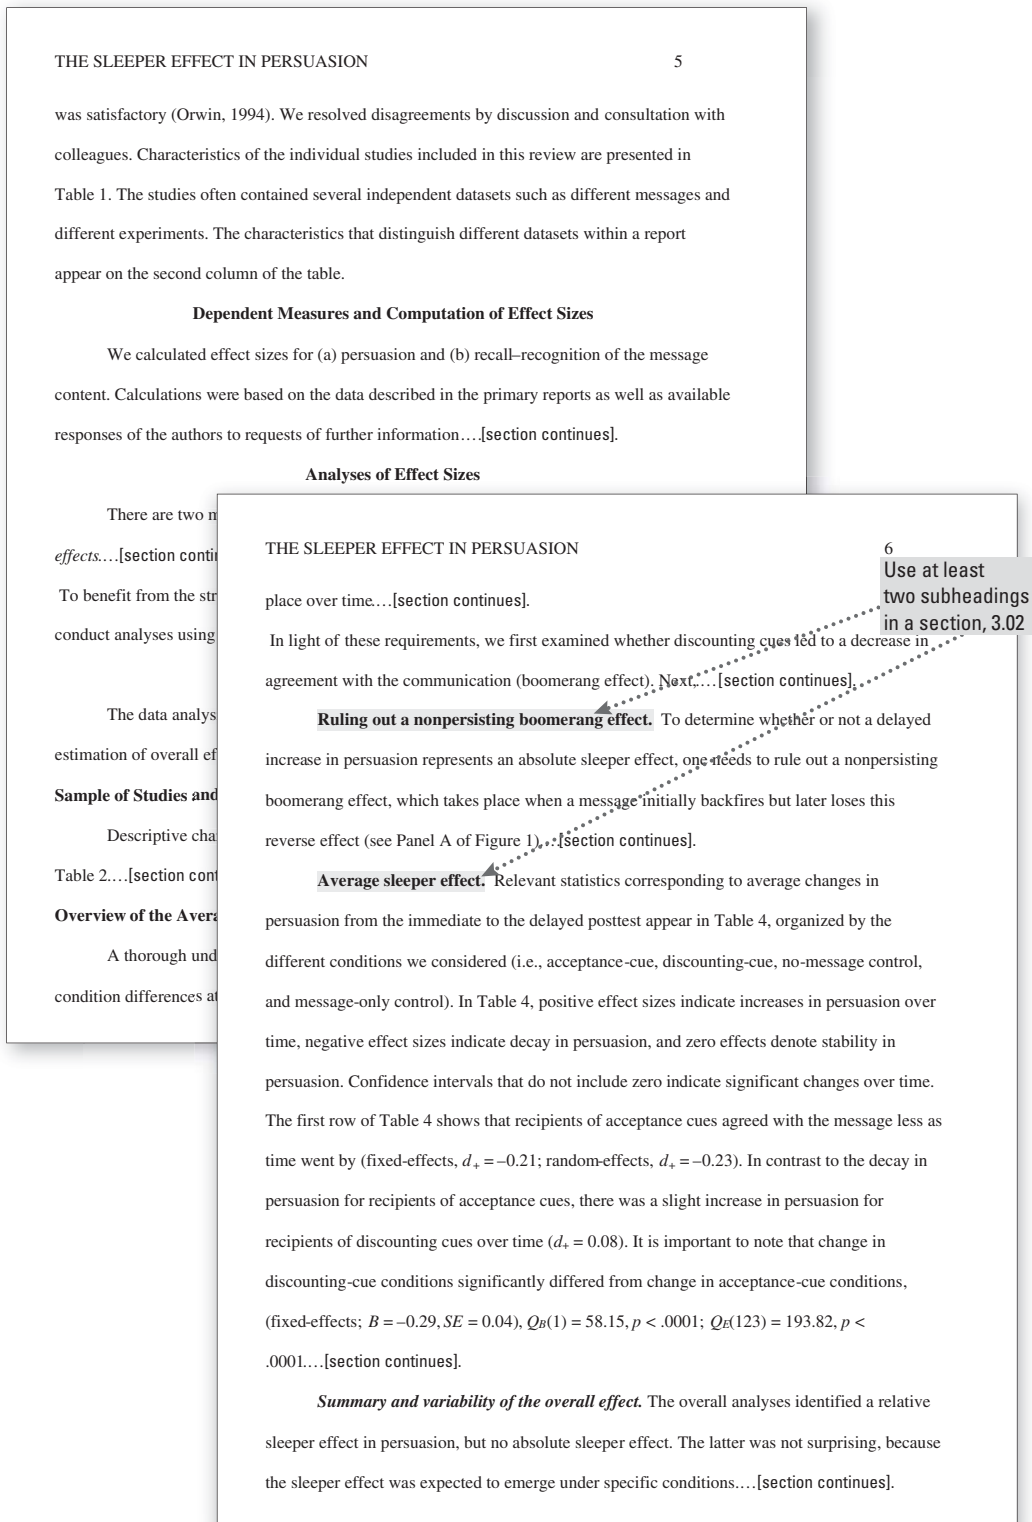 THE SLEEPER EFFECT IN PERSUASION 5
was satisfactory (Orwin, 1994). We resolved disagreements by discussion and consultation with
colleagues. Characteristics of the individual studies included in this review are presented in
Table 1. The studies often contained several independent datasets such as different messages and
different experiments. The characteristics that distinguish different datasets within a report
appear on the second column of the table.
Dependent Measures and Computation of Effect Sizes
We calculated effect sizes for (a) persuasion and (b) recall–recognition of the message
content. Calculations were based on the data described in the primary reports as well as available
responses of the authors to requests of further information….[section continues].
Analyses of Effect Sizes
There are two
effects.…[section
To benefit from the
conduct analyses using
The data
estimation of overall
Sample of Studies and
Descriptive
Table 2.…[section
Overview of the
A thorough
condition differences
THE SLEEPER EFFECT IN PERSUASION 6
place over time.…[section continues].
In light of these requirements, we first examined whether discounting cues led to a decrease in
agreement with the communication (boomerang effect). Next,.…[section continues].
Ruling out a nonpersisting boomerang effect. To determine whether or not a delayed
increase in persuasion represents an absolute sleeper effect, one needs to rule out a nonpersisting
boomerang effect, which takes place when a message initially backfires but later loses this
reverse effect (see Panel A of Figure 1).…[section continues].
Average sleeper effect. Relevant statistics corresponding to average changes in
persuasion from the immediate to the delayed posttest appear in Table 4, organized by the
different conditions we considered (i.e., acceptance-cue, discounting-cue, no-message control,
and message-only control). In Table 4, positive effect sizes indicate increases in persuasion over
time, negative effect sizes indicate decay in persuasion, and zero effects denote stability in
persuasion. Confidence intervals that do not include zero indicate significant changes over time.
The first row of Table 4 shows that recipients of acceptance cues agreed with the message less as
time went by (fixed-effects, d+ = –0.21; random-effects, d+ = –0.23). In contrast to the decay in
persuasion for recipients of acceptance cues, there was a slight increase in persuasion for
recipients of discounting cues over time (d+ = 0.08). It is important to note that change in
discounting-cue conditions significantly differed from change in acceptance-cue conditions,
(fixed-effects; B = –0.29, SE = 0.04), QB(1) = 58.15, p < .0001; QE(123) = 193.82, p <
.0001.…[section continues].
Summary and variability of the overall effect. The overall analyses identified a relative
sleeper effect in persuasion, but no absolute sleeper effect. The latter was not surprising, because
the sleeper effect was expected to emerge under specific conditions.…[section continues].
Use at least
two subheadings
in a section, 3.02